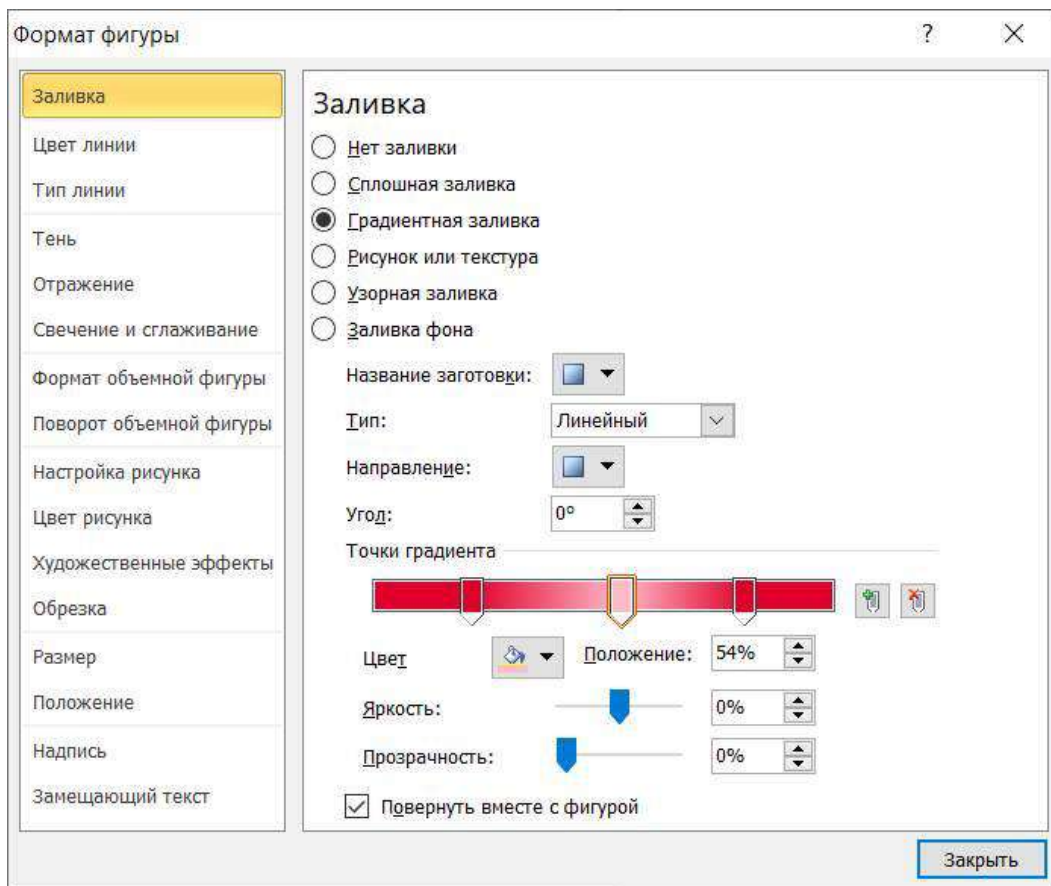 Формат фигуры ?
Заливка
Цвет линии
Тип линии
Тень
Отражение
Свечение и сглаживание
Формат объемной фигуры
Поворот объемной фигуры
Настройка рисунка
Цвет рисунка
Художественные эффекты
Обрезка
Размер
Положение
Надпись
Замещающий текст
Заливка
Нет заливки
Сплошная заливка
Градиентная заливка
Рисунок или текстура
Узорная заливка
Заливка фона
Название заготовки:
Тип: Линейный
Направление:
Угол: 0°
Точки градиента
Цвет Положение: 54%
Яркость: 0%
Прозрачность: 0%
Повернуть вместе с фигурой
Закрыть